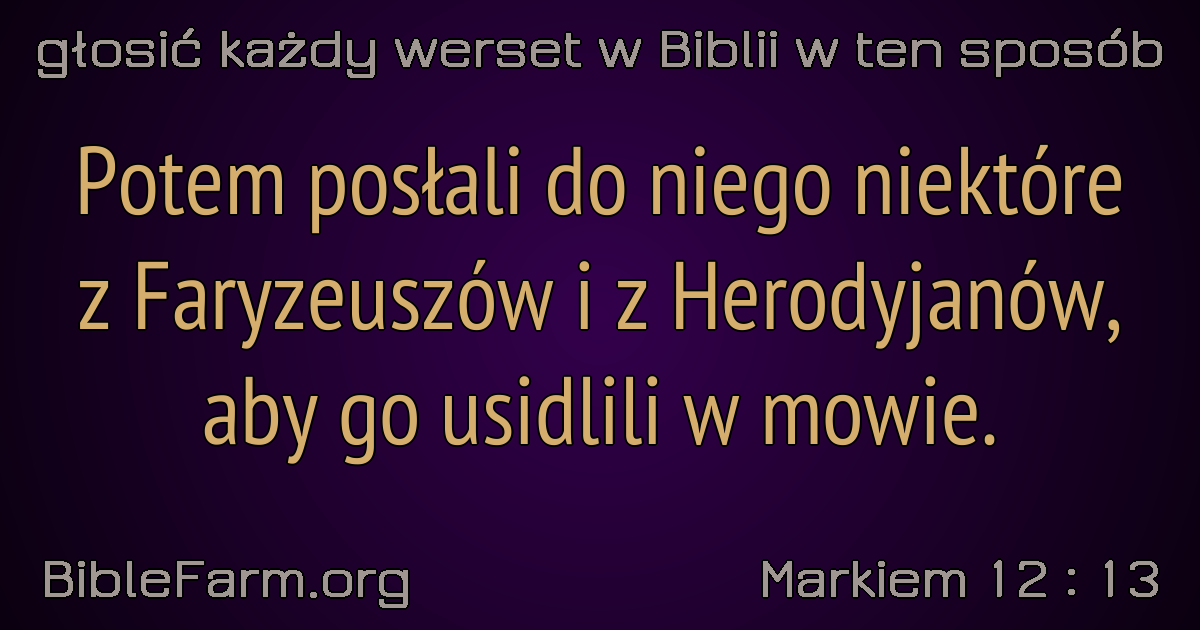 głosić każdy werset w Biblii w ten sposób
Potem posłali do niego niektóre
z Faryzeuszów i z Herodyjanów,
aby go usidlili w mowie.
BibleFarm.org
Markiem 12 : 13